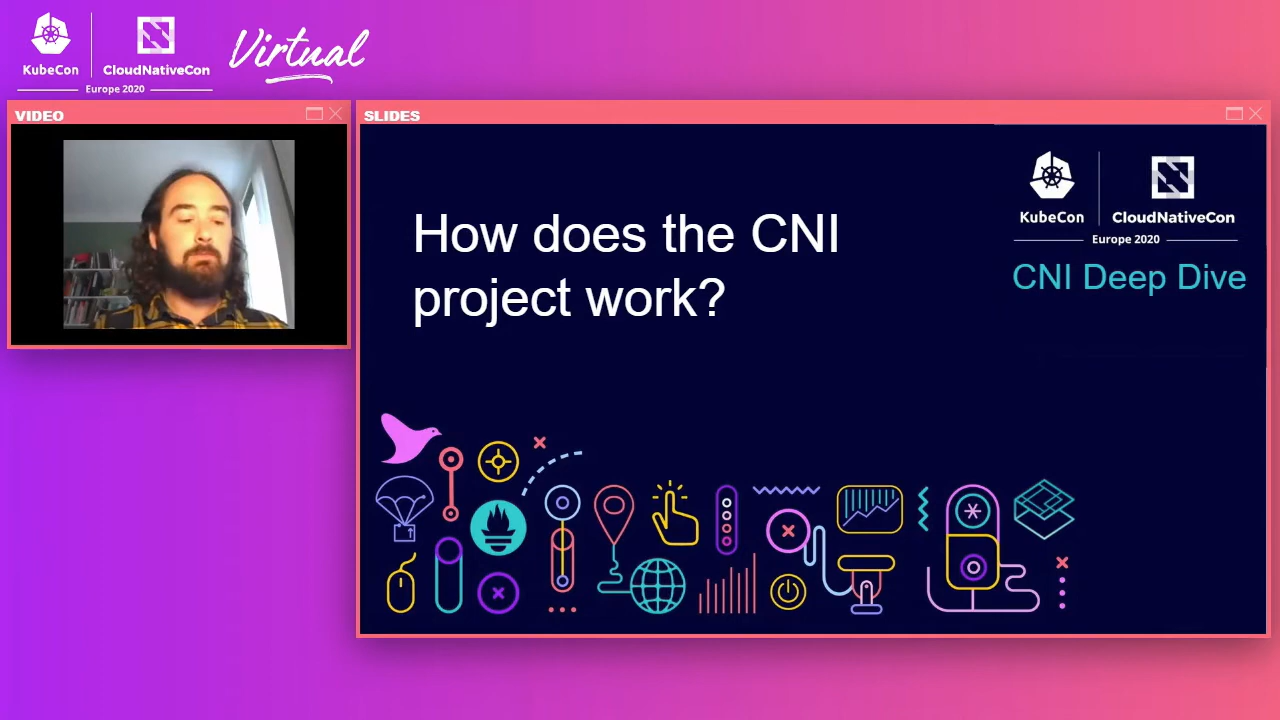 KubeCon
CloudNativeCon
Europe 2020
Virtual
VIDEO
SLIDES
How does the CNI
project work?
KubeCon
CloudNativeCon
Europe 2020
CNI Deep Dive